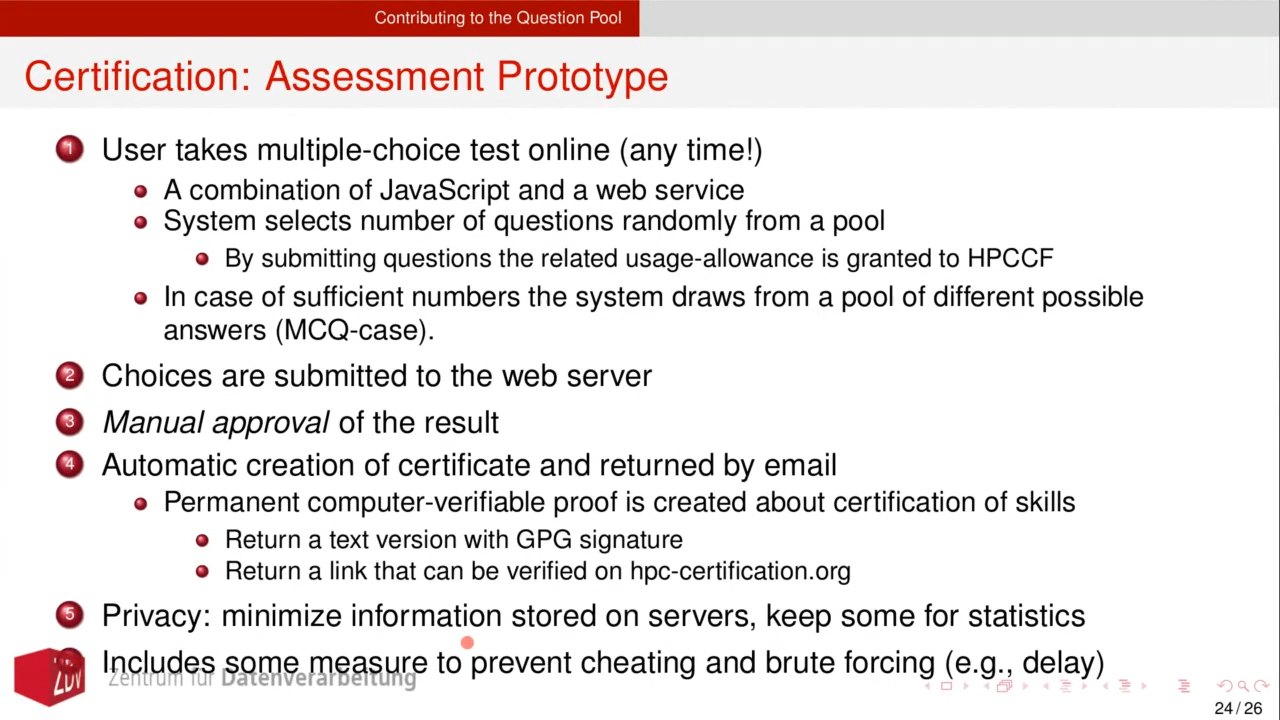 Contributing to the Question Pool
Certification: Assessment Prototype
1 User takes multiple-choice test online (any time!)
A combination of JavaScript and a web service
System selects number of questions randomly from a pool
By submitting questions the related usage-allowance is granted to HPCCF
In case of sufficient numbers the system draws from a pool of different possible
answers (MCQ-case).
2 Choices are submitted to the web server
3 Manual approval of the result
4 Automatic creation of certificate and returned by email
Permanent computer-verifiable proof is created about certification of skills
Return a text version with GPG signature
Return a link that can be verified on hpc-certification.org
5 Privacy: minimize information stored on servers, keep some for statistics
Includes some measure to prevent cheating and brute forcing (e.g., delay)
ZDV Zentrum für Datenverarbeitung
24 / 26